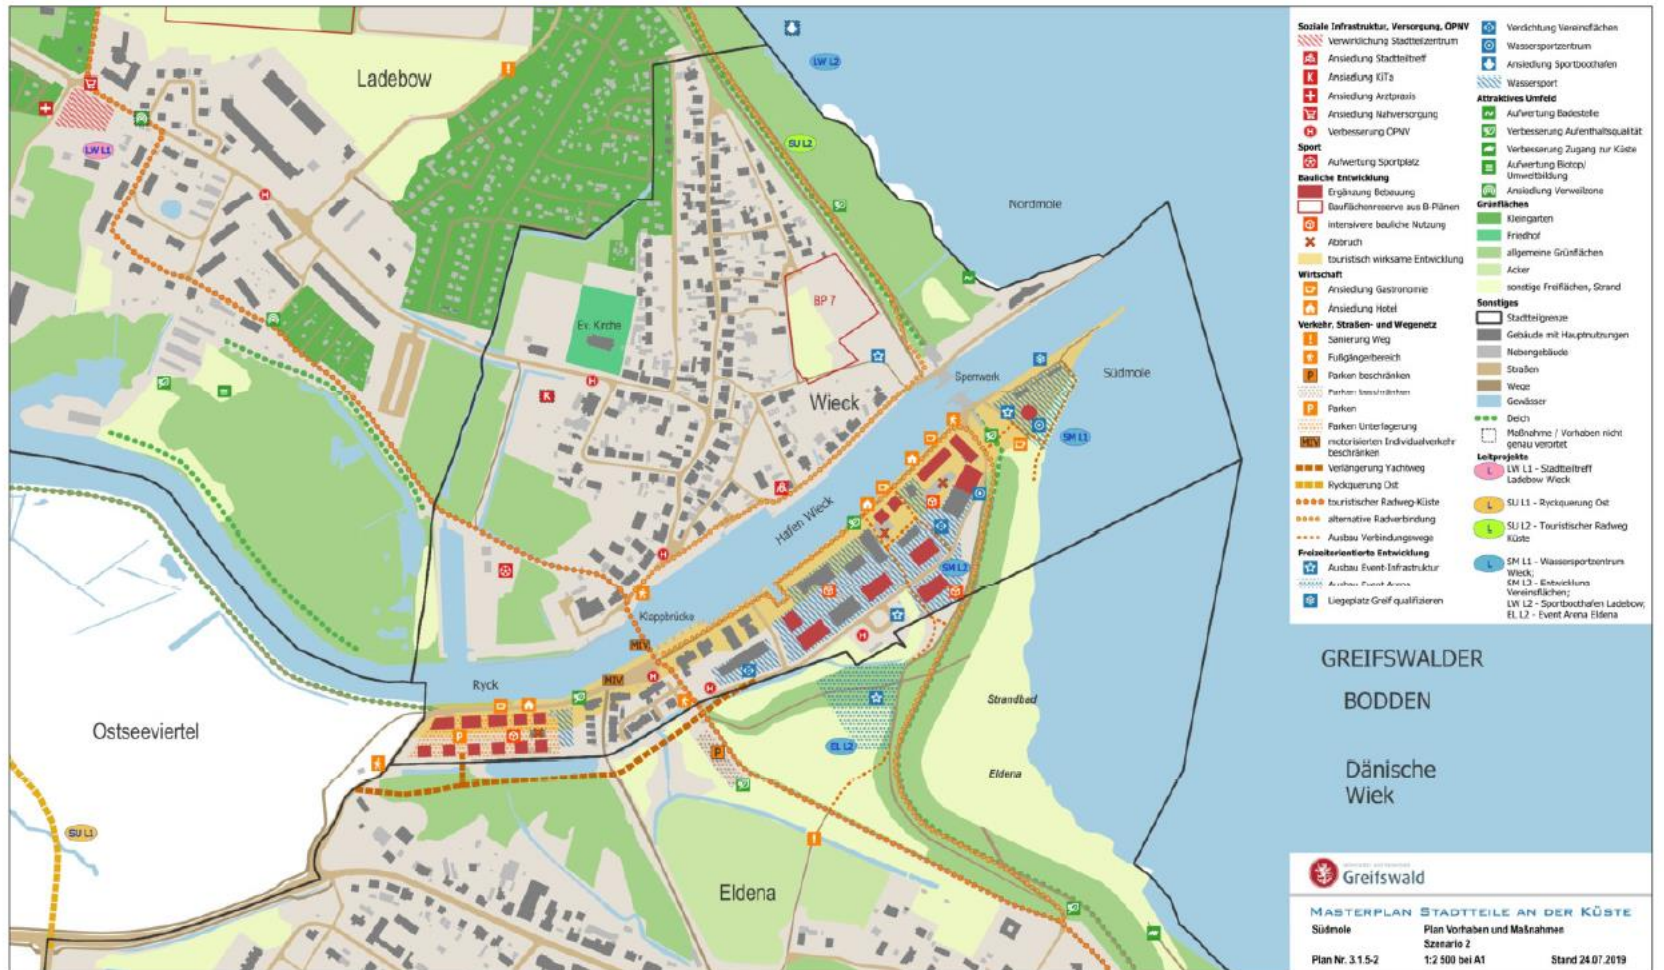 Ladebow
LW L2
LW L1
SU L2
Nordmole
Ev. Kirche
BP 7
Wieck
Sperrwerk
Südmole
SM L1
Hafen Wieck
SM L2
Klappbrücke
MIV
MIV
Ryck
Ostseeviertel
EL L2
Strandbad
Eldena
SU L1
Eldena
GREIFSWALDER
BODDEN
Dänische
Wiek
Soziale Infrastruktur, Versorgung, ÖPNV
Verwirklichung Stadtteilzentrum
Ansiedlung Stadtteiltreff
Ansiedlung KiTa
Ansiedlung Arztpraxis
Ansiedlung Nahversorgung
Verbesserung ÖPNV
Sport
Aufwertung Sportplatz
Bauliche Entwicklung
Ergänzung Bebauung
Bauflächenreserve aus B-Plänen
Intensivere bauliche Nutzung
Abbruch
touristisch wirksame Entwicklung
Wirtschaft
Ansiedlung Gastronomie
Ansiedlung Hotel
Verkehr, Straßen- und Wegenetz
Sanierung Weg
Fußgängerbereich
Parken beschränken
Parken beschränken
Parken
Parken Unterlagerung
MIV motorisierten Individualverkehr
beschränken
Verlängerung Yachtweg
Ryckquerung Ost
touristischer Radweg-Küste
alternative Radverbindung
Ausbau Verbindungswege
Freizeitorientierte Entwicklung
Ausbau Event-Infrastruktur
Ausbau Event-Arena
Liegeplatz Greif qualifizieren
Verdichtung Vereinsflächen
Wassersportzentrum
Ansiedlung Sportboothafen
Wassersport
Attraktives Umfeld
Aufwertung Badestelle
Verbesserung Aufenthaltsqualität
Verbesserung Zugang zur Küste
Aufwertung Biotop/
Umweltbildung
Ansiedlung Verweilzone
Grünflächen
Kleingarten
Friedhof
allgemeine Grünflächen
Acker
sonstige Freiflächen, Strand
Sonstiges
Stadtteilgrenze
Gebäude mit Hauptnutzungen
Nebengebäude
Straßen
Wege
Gewässer
Deich
Maßnahme / Vorhaben nicht
genau verortet
Leitprojekte
L LW L1 - Stadtteiltreff
Ladebow Wieck
L SU L1 - Ryckquerung Ost
L SU L2 - Touristischer Radweg
Küste
L SM L1 - Wassersportzentrum
Wieck;
SM L2 - Entwicklung
Vereinsflächen;
LW L2 - Sportboothafen Ladebow;
EL L2 - Event Arena Eldena
Greifswald
MASTERPLAN STADTTEILE AN DER KÜSTE
Südmole Plan Vorhaben und Maßnahmen
Szenario 2
Plan Nr. 3.1.5-2 1:2 500 bei A1 Stand 24.07.2019